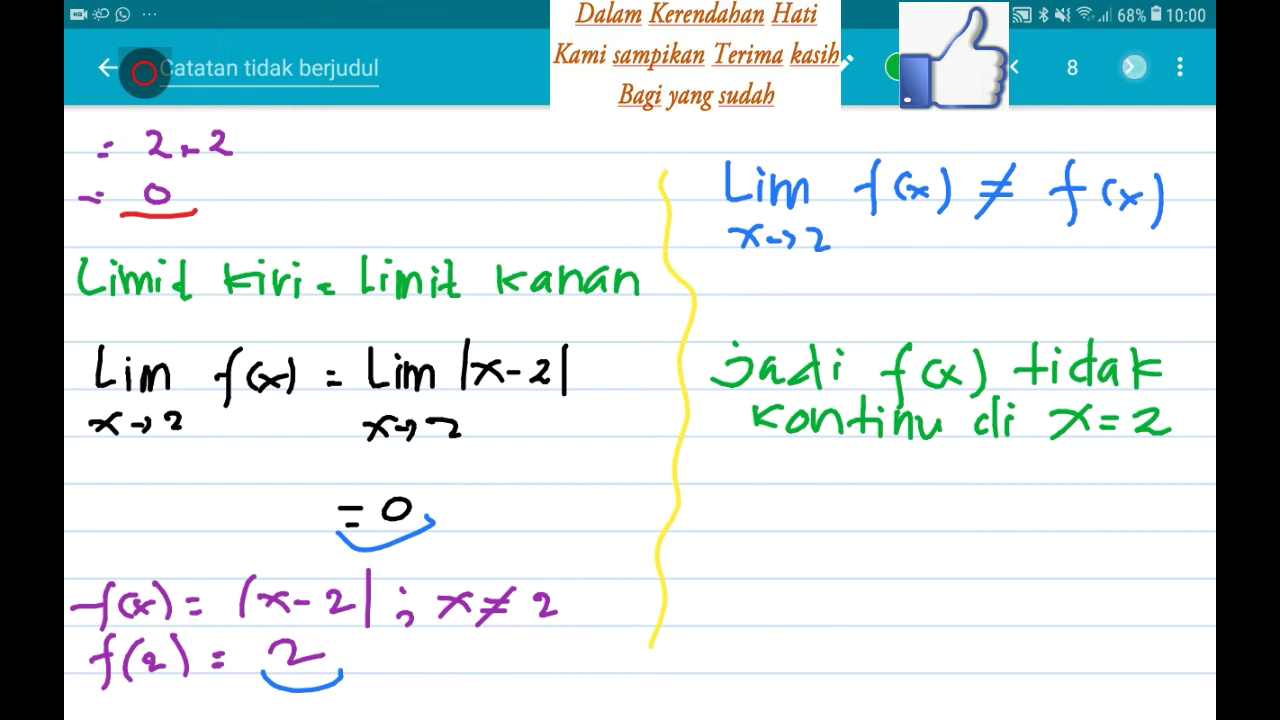 68% 10:00
Dalam Kerendahan Hati
Kami sampikan Terima kasih
Bagi yang sudah
Catatan tidak berjudul
8
= 2 - 2
= 0
Limid kiri = Limit kanan
Lim f(x) = Lim |x-2|
x→2 x→2
= 0
f(x) = |x-2| ; x≠2
f(2) = 2
Lim f(x) ≠ f(x)
x→2
jadi f(x) tidak
kontinu di x=2